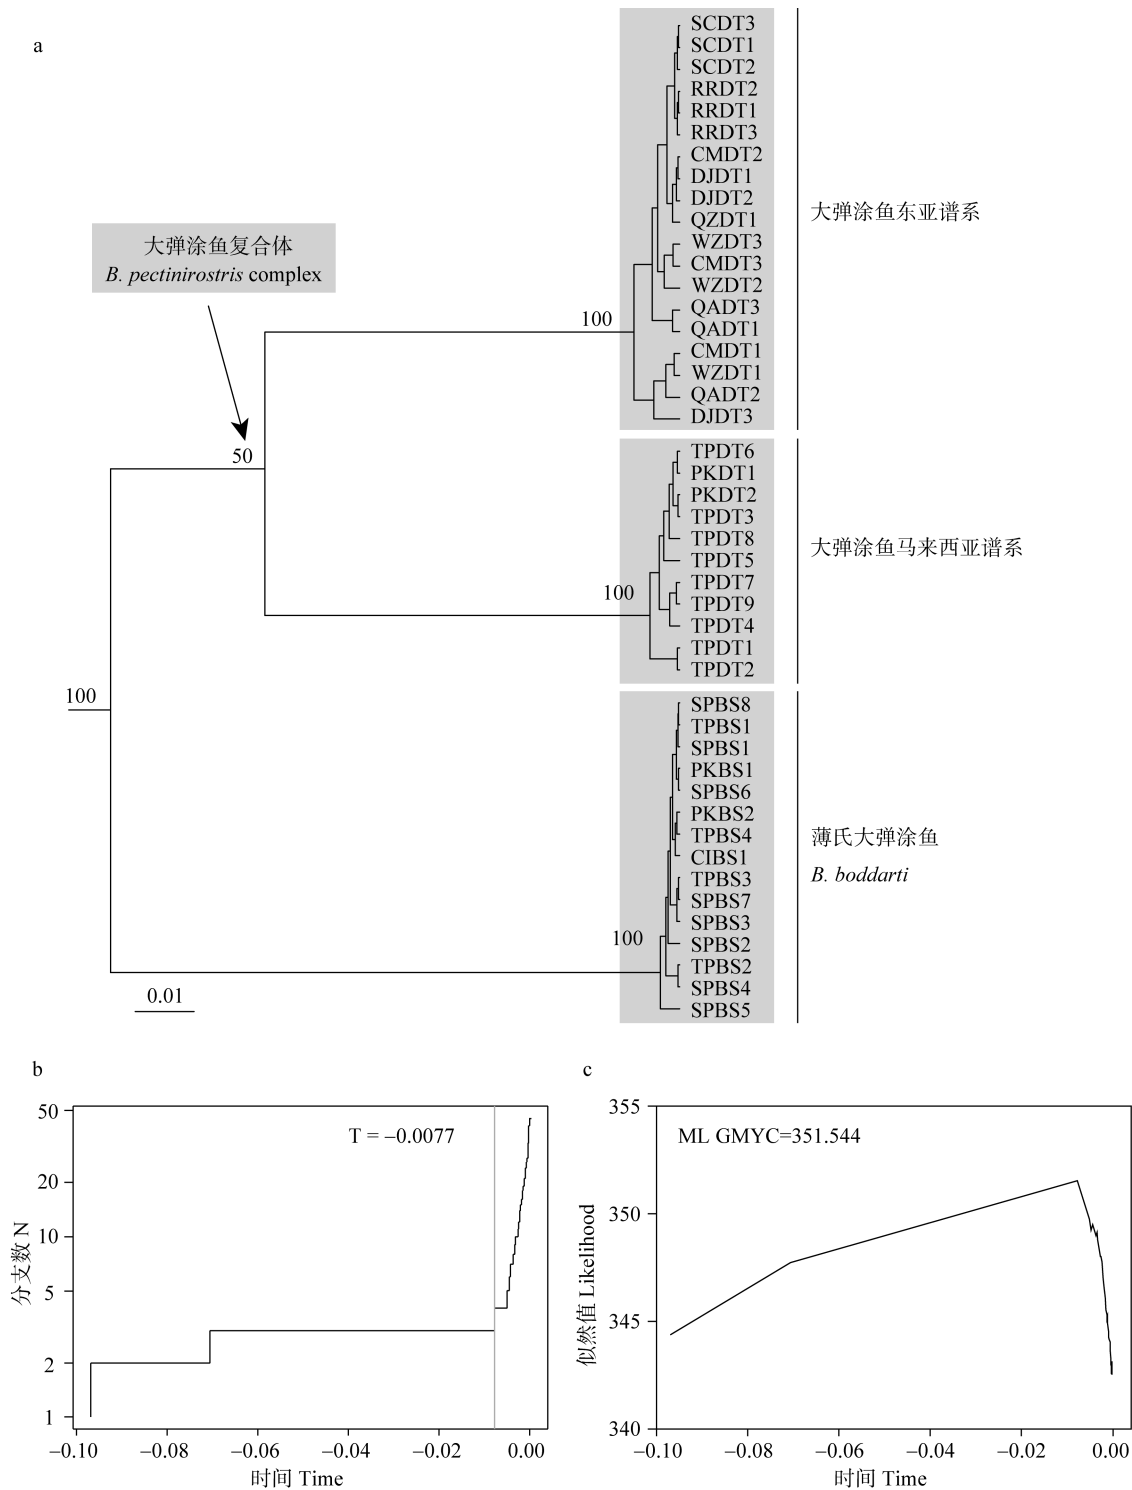 a
SCDT3
SCDT1
SCDT2
RRDT2
RRDT1
RRDT3
CMDT2
DJDT1
DJDT2
QZDT1
WZDT3
CMDT3
WZDT2
QADT3
QADT1
CMDT1
WZDT1
QADT2
DJDT3
大弹涂鱼东亚谱系
大弹涂鱼复合体
B. pectinirostris complex
100
50
TPDT6
PKDT1
PKDT2
TPDT3
TPDT8
TPDT5
TPDT7
TPDT9
TPDT4
TPDT1
TPDT2
大弹涂鱼马来西亚谱系
100
100
SPBS8
TPBS1
SPBS1
PKBS1
SPBS6
PKBS2
TPBS4
CIBS1
TPBS3
SPBS7
SPBS3
SPBS2
TPBS2
SPBS4
SPBS5
薄氏大弹涂鱼
B. boddarti
100
0.01
b
T = −0.0077
50
20
10
5
2
1
分支数 N
−0.10 −0.08 −0.06 −0.04 −0.02 0.00
时间 Time
c
ML GMYC=351.544
355
350
345
340
似然值 Likelihood
−0.10 −0.08 −0.06 −0.04 −0.02 0.00
时间 Time